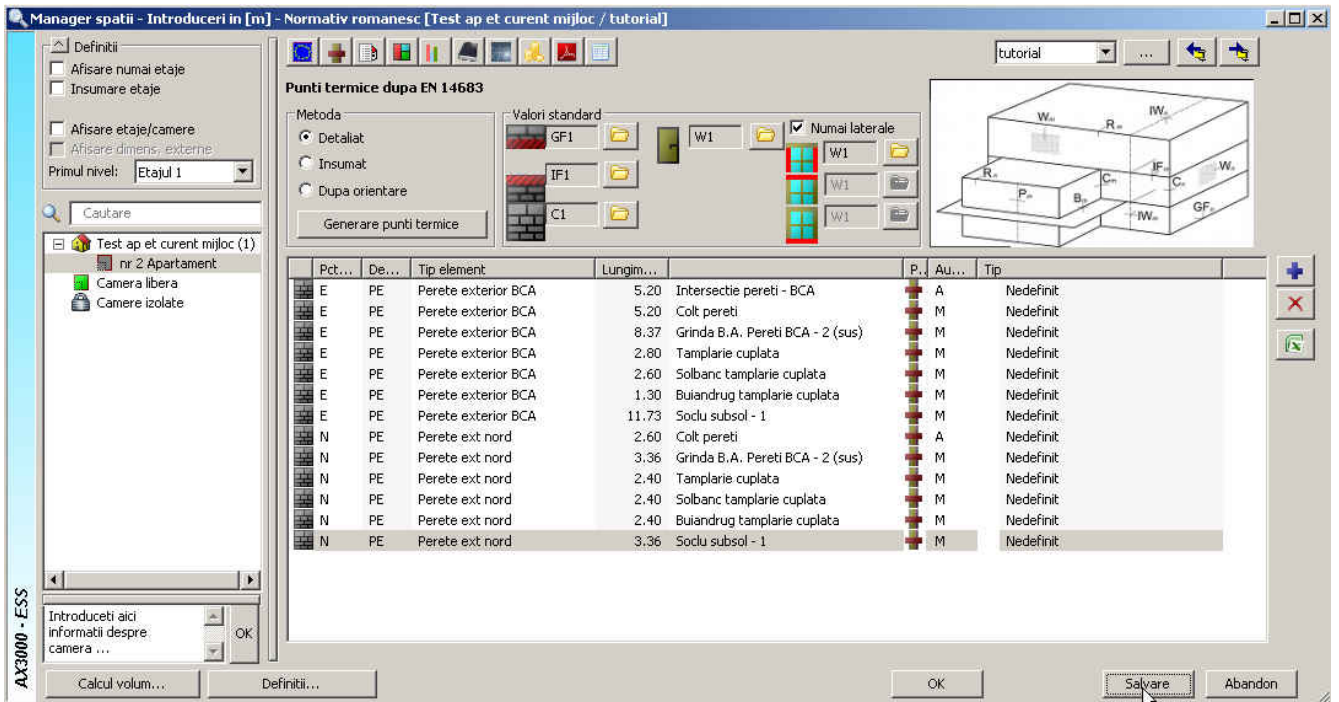 Manager spatii - Introduceri in [m] - Normativ romanesc [Test ap et curent mijloc / tutorial]
Definitii
Afisare numai etaje
Insumare etaje
Afisare etaje/camere
Afisare dimens. externe
Primul nivel: Etajul 1
Cautare
Test ap et curent mijloc (1)
nr 2 Apartament
Camera libera
Camere izolate
Introduceti aici
informatii despre
camera ...
OK
AX3000 - ESS
tutorial
...
Punti termice dupa EN 14683
Metoda
Detaliat
Insumat
Dupa orientare
Generare punti termice
Valori standard
GF1
IF1
C1
W1
Numai laterale
W1
W1
W1
Pct... De... Tip element Lungim... P.. Au... Tip
E PE Perete exterior BCA 5.20 Intersectie pereti - BCA A Nedefinit
E PE Perete exterior BCA 5.20 Colt pereti M Nedefinit
E PE Perete exterior BCA 8.37 Grinda B.A. Pereti BCA - 2 (sus) M Nedefinit
E PE Perete exterior BCA 2.80 Tamplarie cuplata M Nedefinit
E PE Perete exterior BCA 2.60 Solbanc tamplarie cuplata M Nedefinit
E PE Perete exterior BCA 1.30 Buiandrug tamplarie cuplata M Nedefinit
E PE Perete exterior BCA 11.73 Soclu subsol - 1 M Nedefinit
N PE Perete ext nord 2.60 Colt pereti A Nedefinit
N PE Perete ext nord 3.36 Grinda B.A. Pereti BCA - 2 (sus) M Nedefinit
N PE Perete ext nord 2.40 Tamplarie cuplata M Nedefinit
N PE Perete ext nord 2.40 Solbanc tamplarie cuplata M Nedefinit
N PE Perete ext nord 2.40 Buiandrug tamplarie cuplata M Nedefinit
N PE Perete ext nord 3.36 Soclu subsol - 1 M Nedefinit
Calcul volum... Definitii... OK Salvare Abandon